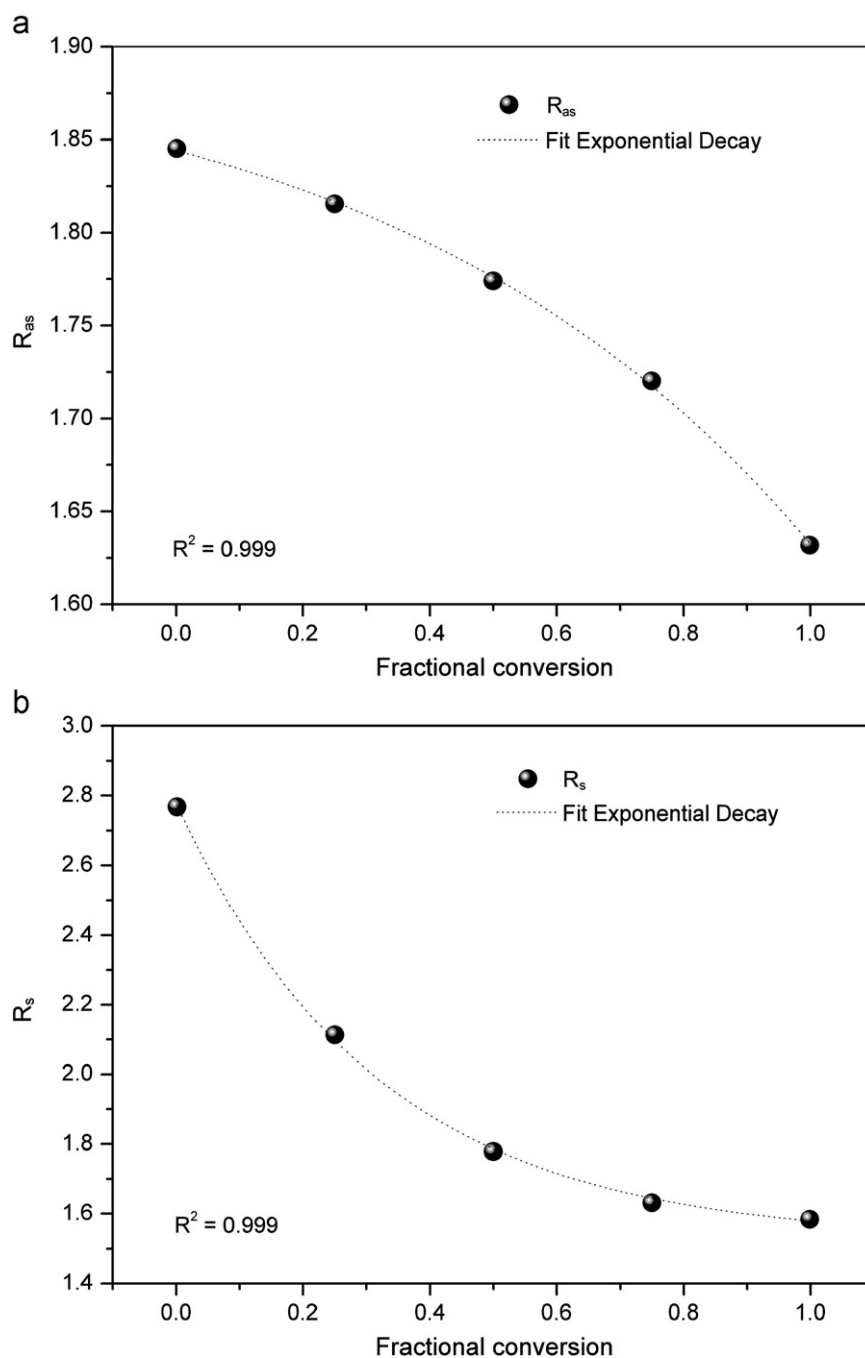 a
1.90
R_as
Fit Exponential Decay
1.85
1.80
1.75
1.70
1.65
1.60
R_as
R² = 0.999
0.0 0.2 0.4 0.6 0.8 1.0
Fractional conversion
b
3.0
R_s
Fit Exponential Decay
2.8
2.6
2.4
2.2
2.0
1.8
1.6
1.4
R_s
R² = 0.999
0.0 0.2 0.4 0.6 0.8 1.0
Fractional conversion